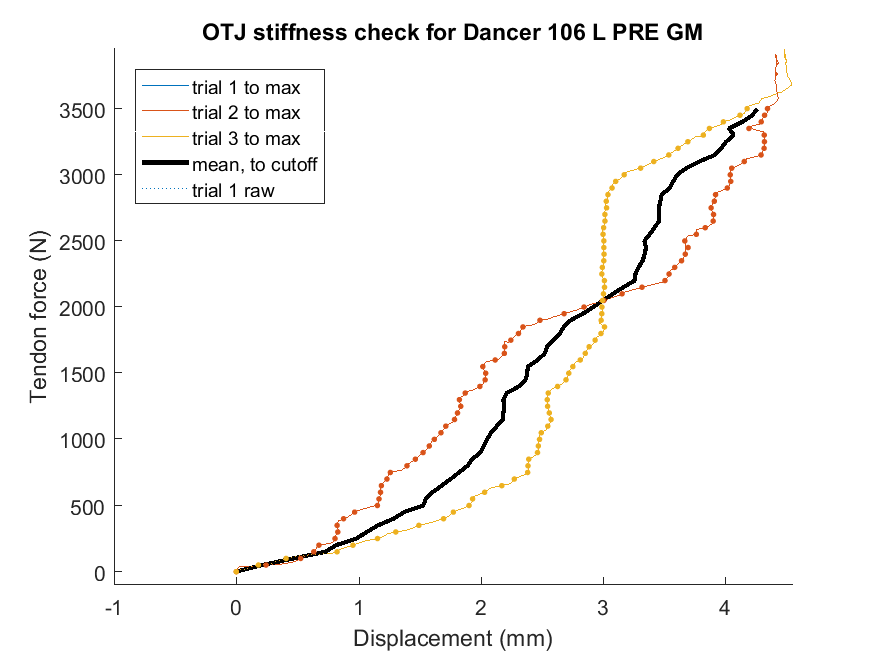 OTJ stiffness check for Dancer 106 L PRE GM
trial 1 to max
trial 2 to max
trial 3 to max
mean, to cutoff
trial 1 raw
Tendon force (N)
3500
3000
2500
2000
1500
1000
500
0
-1 0 1 2 3 4
Displacement (mm)